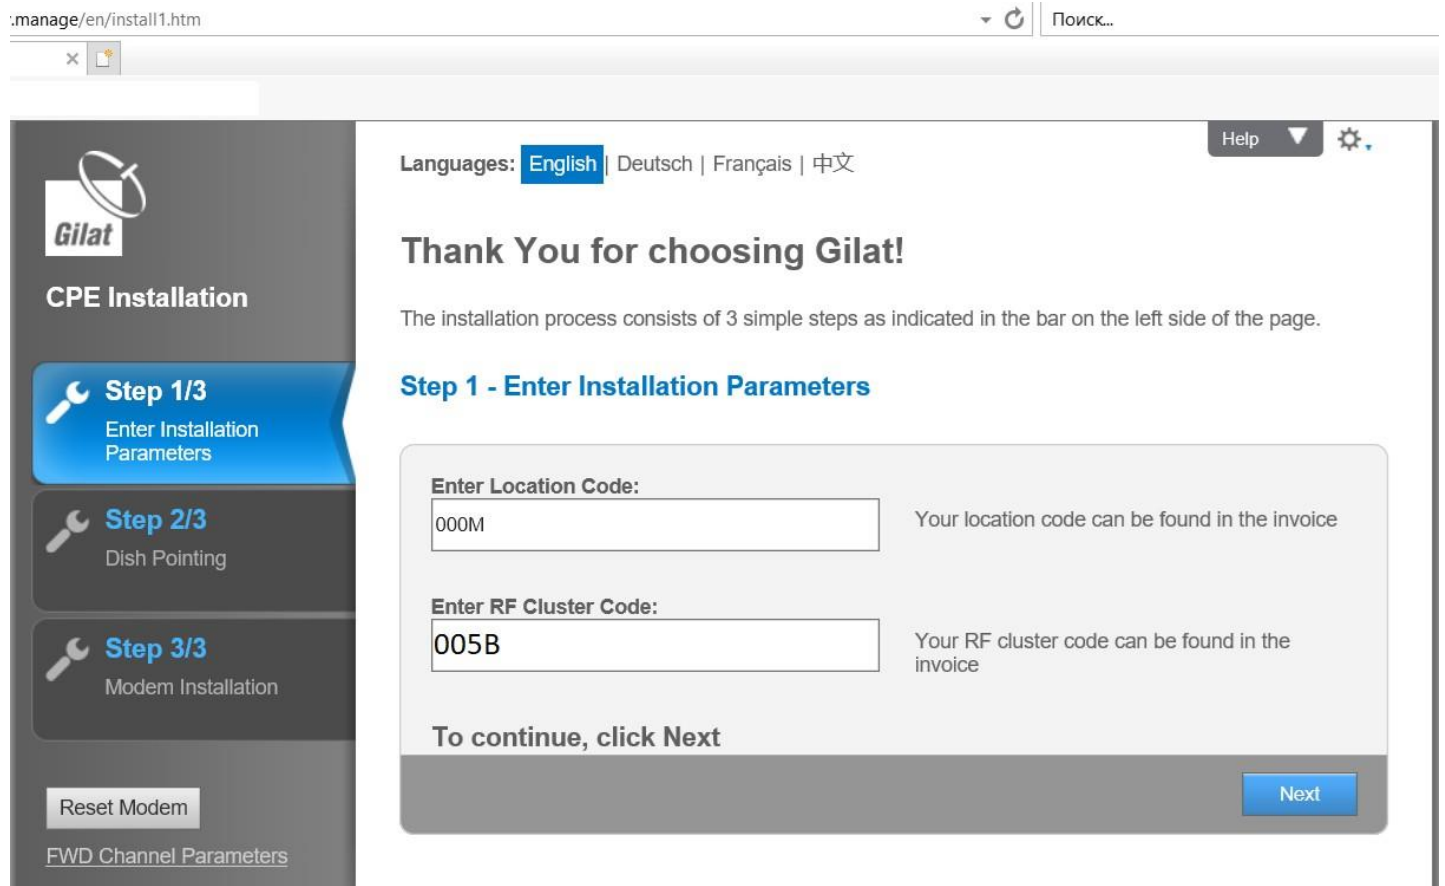 .manage/en/install1.htm
Поиск...
Help
Languages: English | Deutsch | Français | 中文
Gilat
Thank You for choosing Gilat!
CPE Installation
The installation process consists of 3 simple steps as indicated in the bar on the left side of the page.
Step 1/3
Enter Installation
Parameters
Step 2/3
Dish Pointing
Step 3/3
Modem Installation
Reset Modem
FWD Channel Parameters
Step 1 - Enter Installation Parameters
Enter Location Code:
000M
Your location code can be found in the invoice
Enter RF Cluster Code:
005B
Your RF cluster code can be found in the
invoice
To continue, click Next
Next